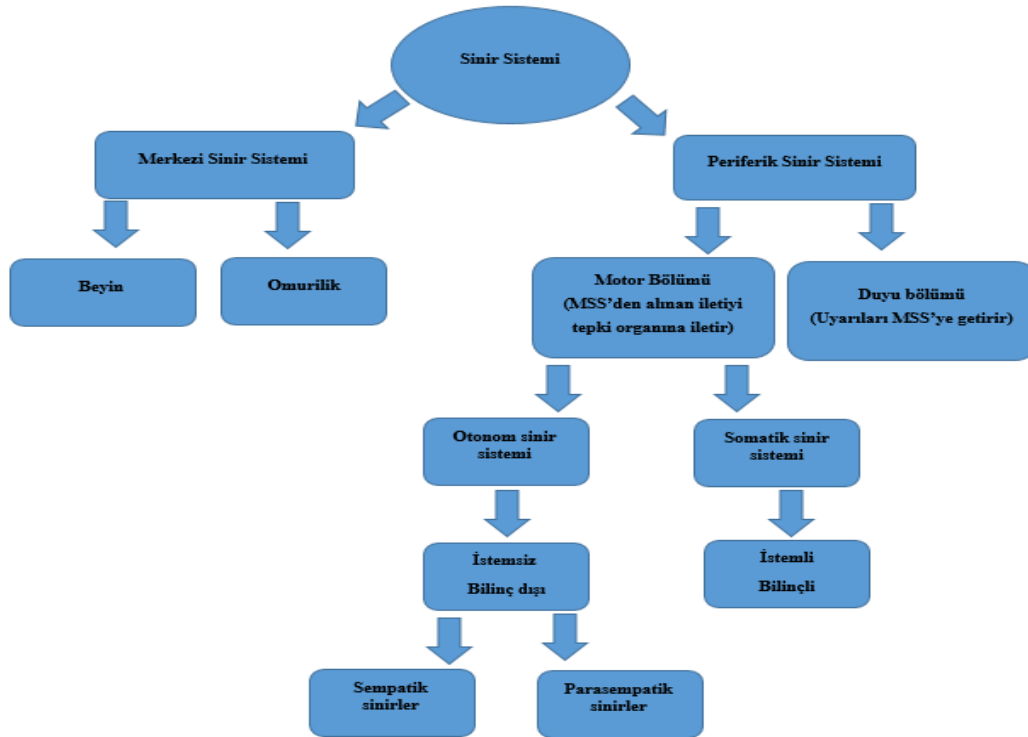 Sinir Sistemi
Merkezi Sinir Sistemi
Periferik Sinir Sistemi
Beyin
Omurilik
Motor Bölümü
(MSS'den alınan iletiyi
tepki organına iletir)
Duyu bölümü
(Uyarıları MSS'ye getirir)
Otonom sinir
sistemi
Somatik sinir
sistemi
İstemsiz
Bilinç dışı
İstemli
Bilinçli
Sempatik
sinirler
Parasempatik
sinirler